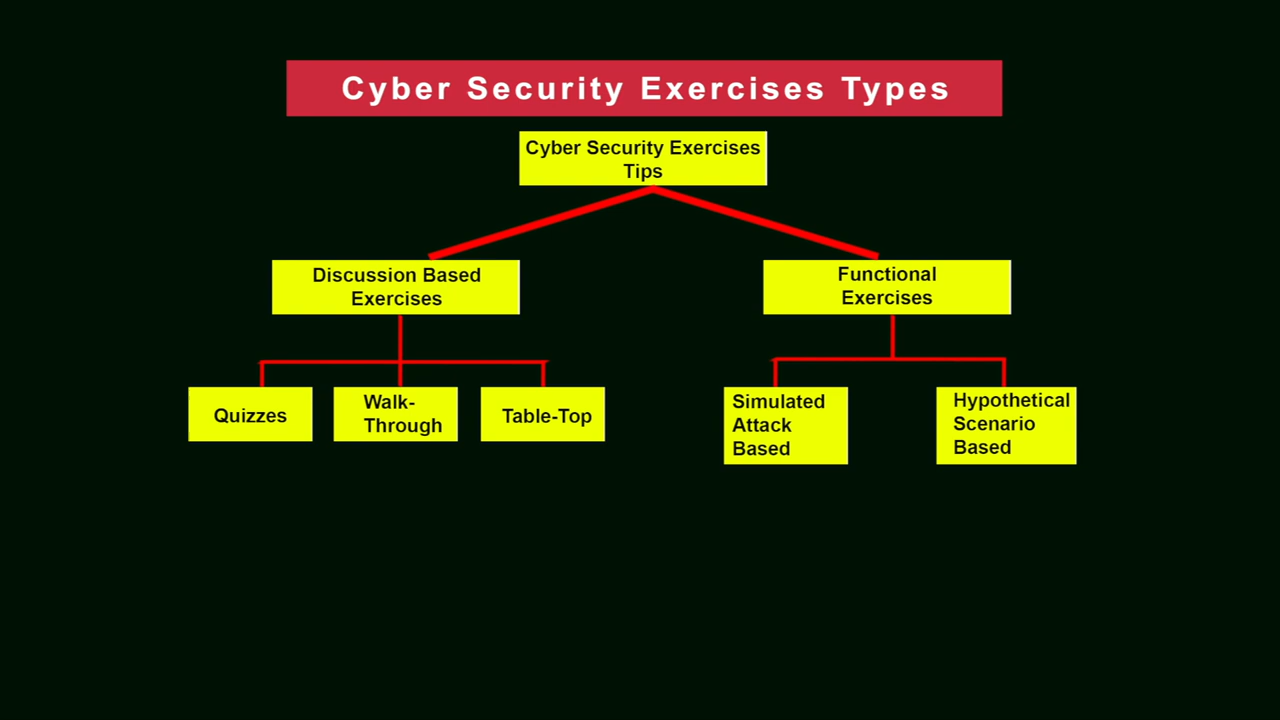 Cyber Security Exercises Types
Cyber Security Exercises
Tips
Discussion Based
Exercises
Functional
Exercises
Quizzes
Walk-
Through
Table-Top
Simulated
Attack
Based
Hypothetical
Scenario
Based